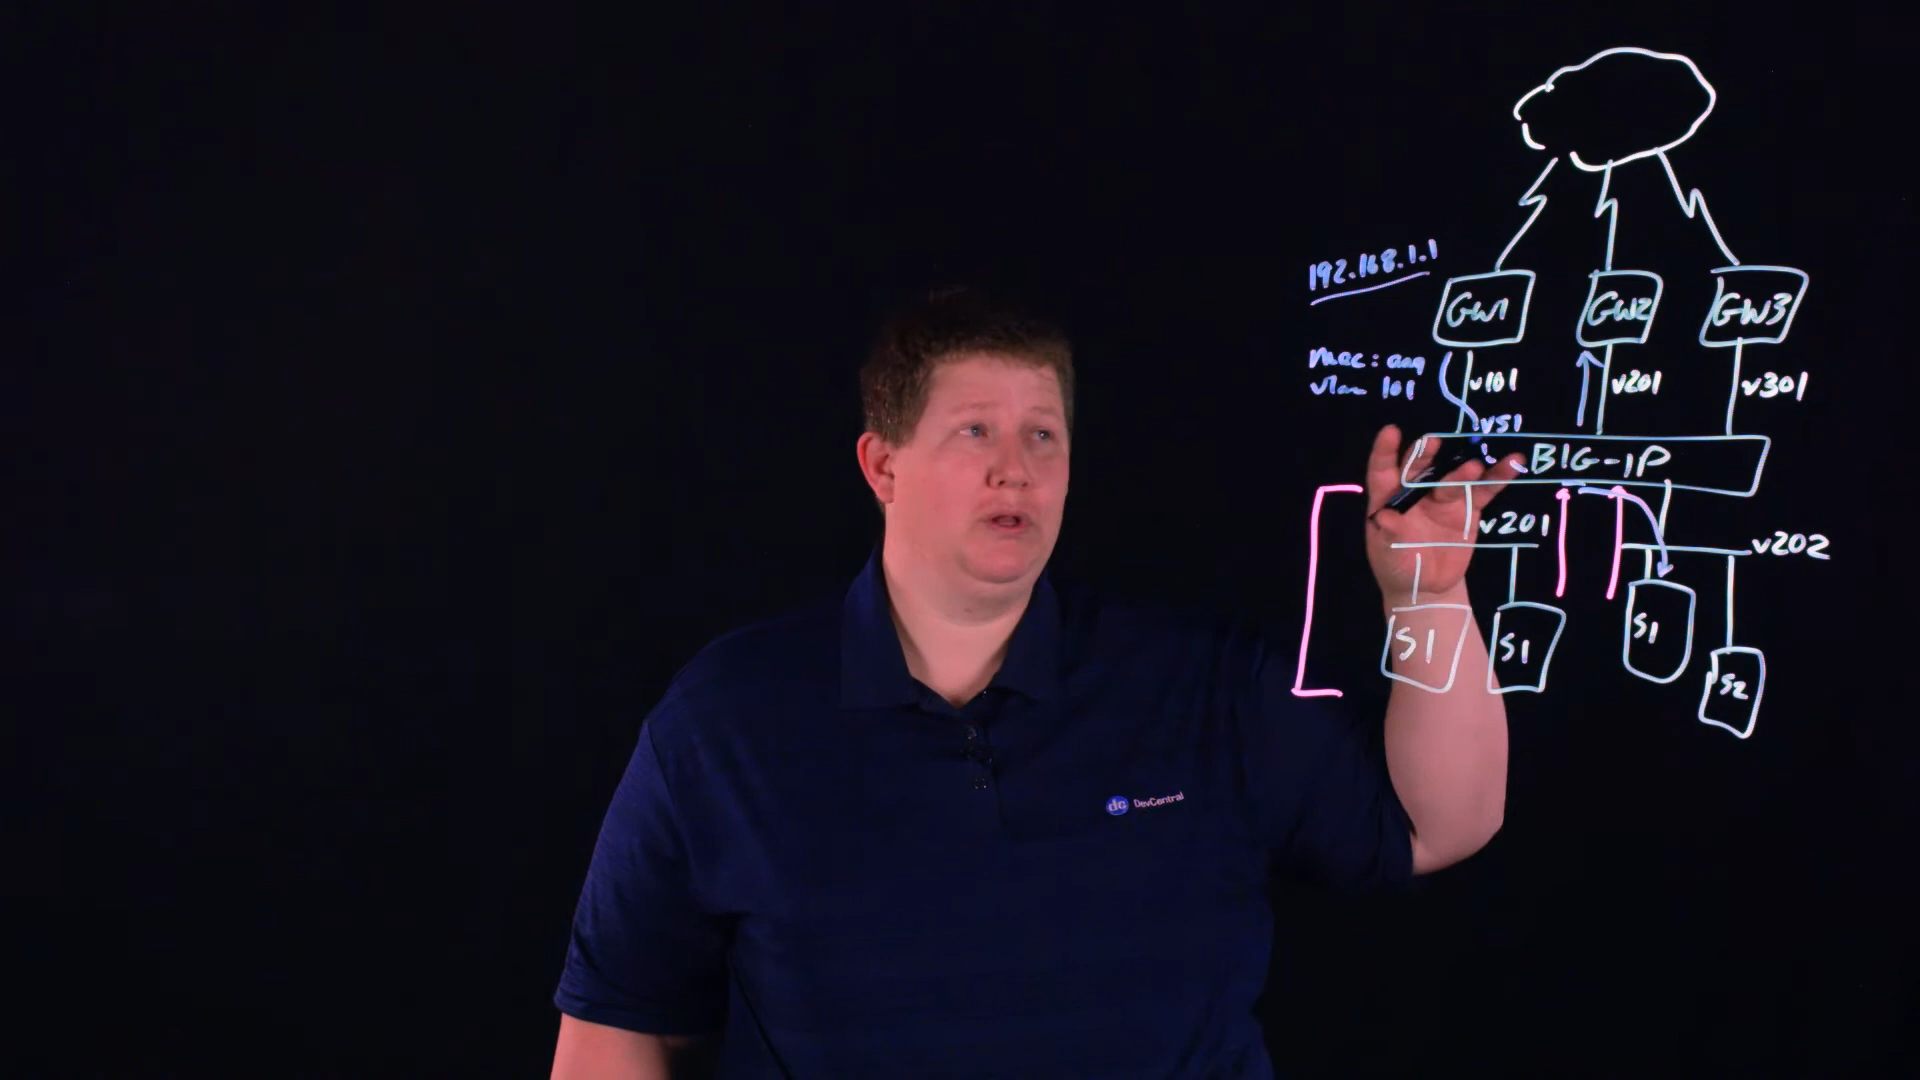 192.168.1.1
GW1 GW2 GW3
mac: aaa
vlan 101
v101 v201 v301
VS1
BIG-IP
v201
v202
S1 S1 S1
S2
dc DevCentral